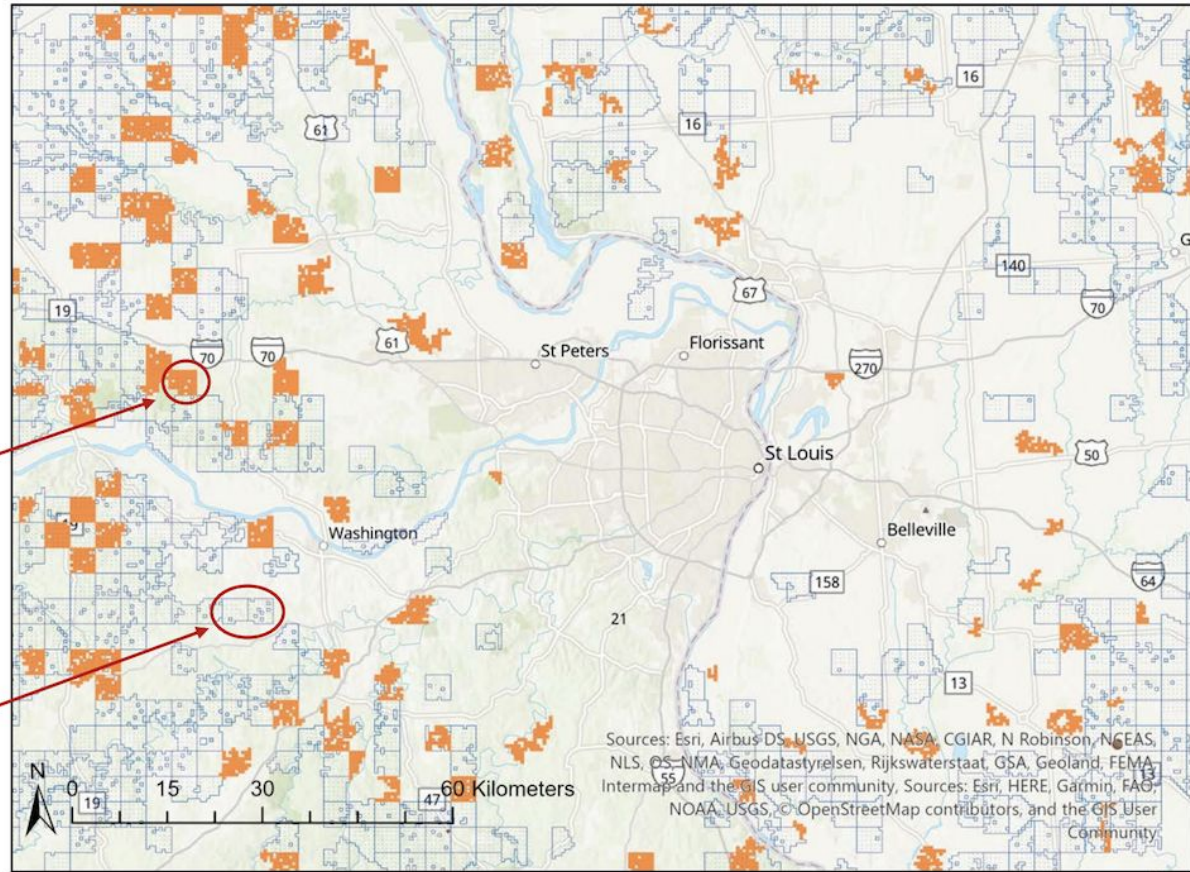 61
16
16
140
G
67
70
19
70
70
61
St Peters
Florissant
270
St Louis
50
Washington
Belleville
158
64
21
13
Sources: Esri, Airbus DS, USGS, NGA, NASA, CGIAR, N Robinson, NCEAS,
NLS, OS, NMA, Geodatastyrelsen, Rijkswaterstaat, GSA, Geoland, FEMA,
Intermap and the GIS user community, Sources: Esri, HERE, Garmin, FAO,
NOAA, USGS, © OpenStreetMap contributors, and the GIS User
Community
55
13
N
0 15 30 60 Kilometers
19
47